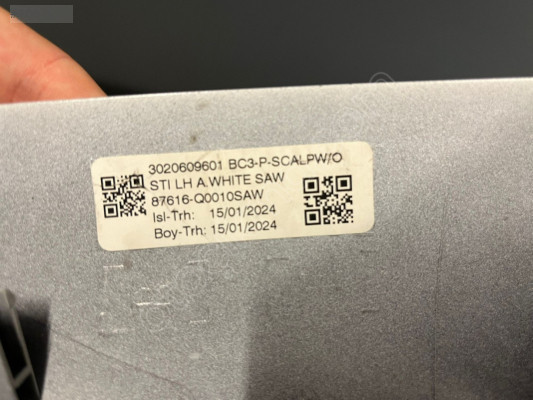 3020609601 BC3-P-SCALPW/O
STI LH A.WHITE SAW
87616-Q0010SAW
Isl-Trh: 15/01/2024
Boy-Trh: 15/01/2024